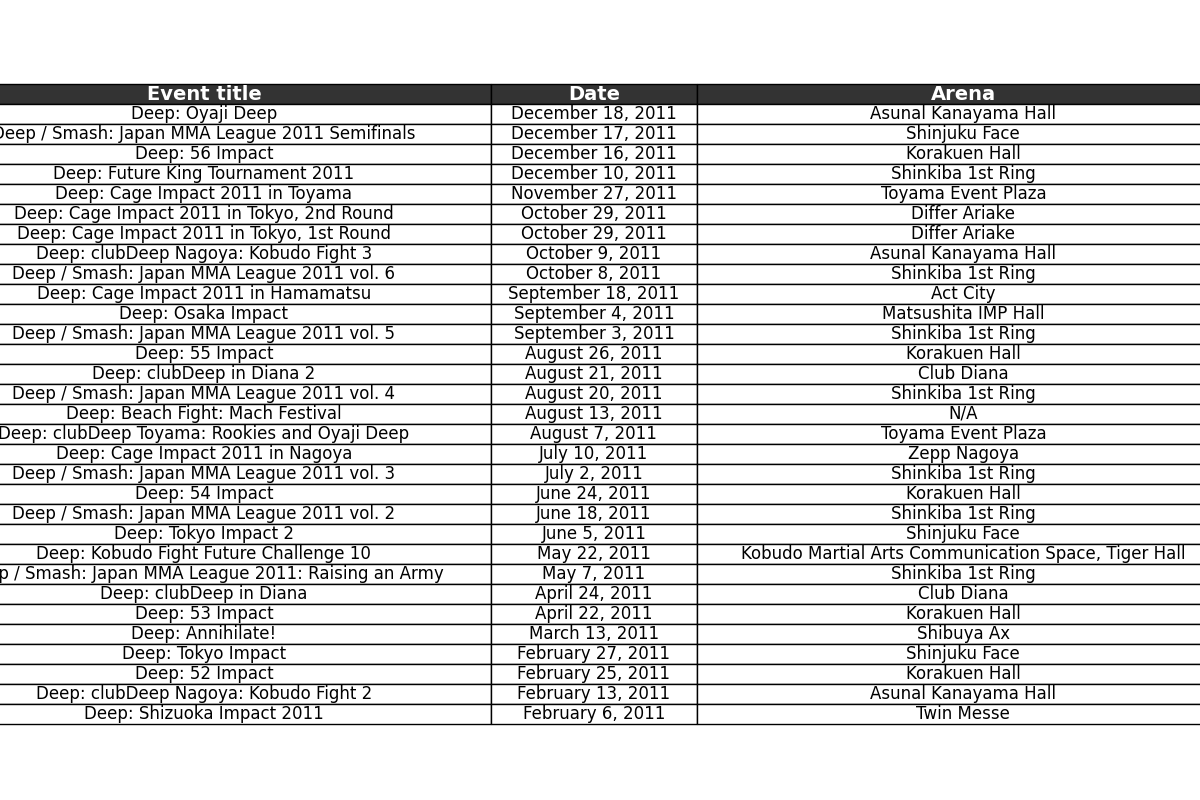 Event title Date Arena
Deep: Oyaji Deep December 18, 2011 Asunal Kanayama Hall
Deep / Smash: Japan MMA League 2011 Semifinals December 17, 2011 Shinjuku Face
Deep: 56 Impact December 16, 2011 Korakuen Hall
Deep: Future King Tournament 2011 December 10, 2011 Shinkiba 1st Ring
Deep: Cage Impact 2011 in Toyama November 27, 2011 Toyama Event Plaza
Deep: Cage Impact 2011 in Tokyo, 2nd Round October 29, 2011 Differ Ariake
Deep: Cage Impact 2011 in Tokyo, 1st Round October 29, 2011 Differ Ariake
Deep: clubDeep Nagoya: Kobudo Fight 3 October 9, 2011 Asunal Kanayama Hall
Deep / Smash: Japan MMA League 2011 vol. 6 October 8, 2011 Shinkiba 1st Ring
Deep: Cage Impact 2011 in Hamamatsu September 18, 2011 Act City
Deep: Osaka Impact September 4, 2011 Matsushita IMP Hall
Deep / Smash: Japan MMA League 2011 vol. 5 September 3, 2011 Shinkiba 1st Ring
Deep: 55 Impact August 26, 2011 Korakuen Hall
Deep: clubDeep in Diana 2 August 21, 2011 Club Diana
Deep / Smash: Japan MMA League 2011 vol. 4 August 20, 2011 Shinkiba 1st Ring
Deep: Beach Fight: Mach Festival August 13, 2011 N/A
Deep: clubDeep Toyama: Rookies and Oyaji Deep August 7, 2011 Toyama Event Plaza
Deep: Cage Impact 2011 in Nagoya July 10, 2011 Zepp Nagoya
Deep / Smash: Japan MMA League 2011 vol. 3 July 2, 2011 Shinkiba 1st Ring
Deep: 54 Impact June 24, 2011 Korakuen Hall
Deep / Smash: Japan MMA League 2011 vol. 2 June 18, 2011 Shinkiba 1st Ring
Deep: Tokyo Impact 2 June 5, 2011 Shinjuku Face
Deep: Kobudo Fight Future Challenge 10 May 22, 2011 Kobudo Martial Arts Communication Space, Tiger Hall
p / Smash: Japan MMA League 2011: Raising an Army May 7, 2011 Shinkiba 1st Ring
Deep: clubDeep in Diana April 24, 2011 Club Diana
Deep: 53 Impact April 22, 2011 Korakuen Hall
Deep: Annihilate! March 13, 2011 Shibuya Ax
Deep: Tokyo Impact February 27, 2011 Shinjuku Face
Deep: 52 Impact February 25, 2011 Korakuen Hall
Deep: clubDeep Nagoya: Kobudo Fight 2 February 13, 2011 Asunal Kanayama Hall
Deep: Shizuoka Impact 2011 February 6, 2011 Twin Messe